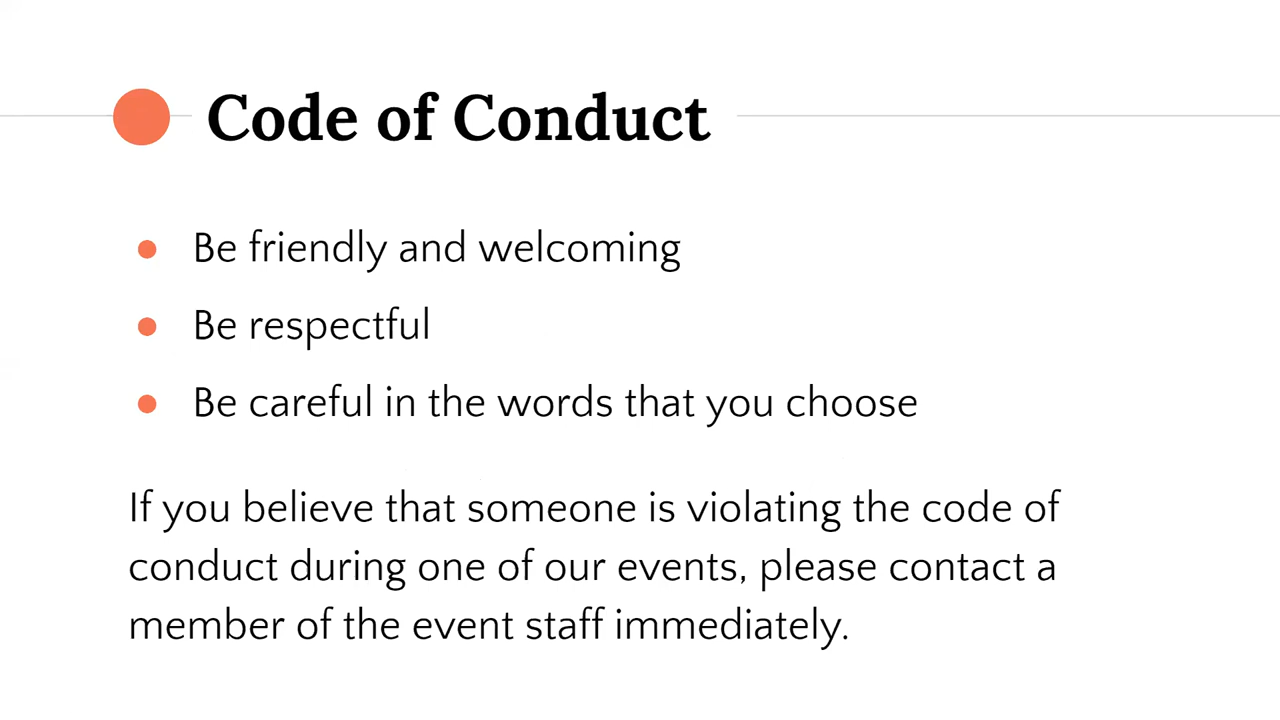 Code of Conduct
Be friendly and welcoming
Be respectful
Be careful in the words that you choose
If you believe that someone is violating the code of
conduct during one of our events, please contact a
member of the event staff immediately.